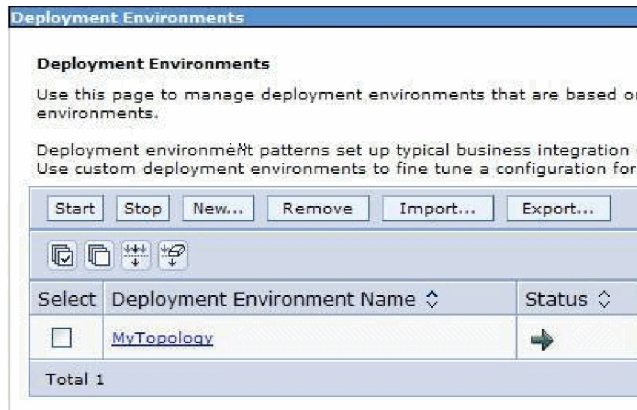 Deployment Environments
Deployment Environments
Use this page to manage deployment environments that are based o
environments.
Deployment environment patterns set up typical business integration
Use custom deployment environments to fine tune a configuration for
Start Stop New... Remove Import... Export...
Select Deployment Environment Name Status
MyTopology
Total 1